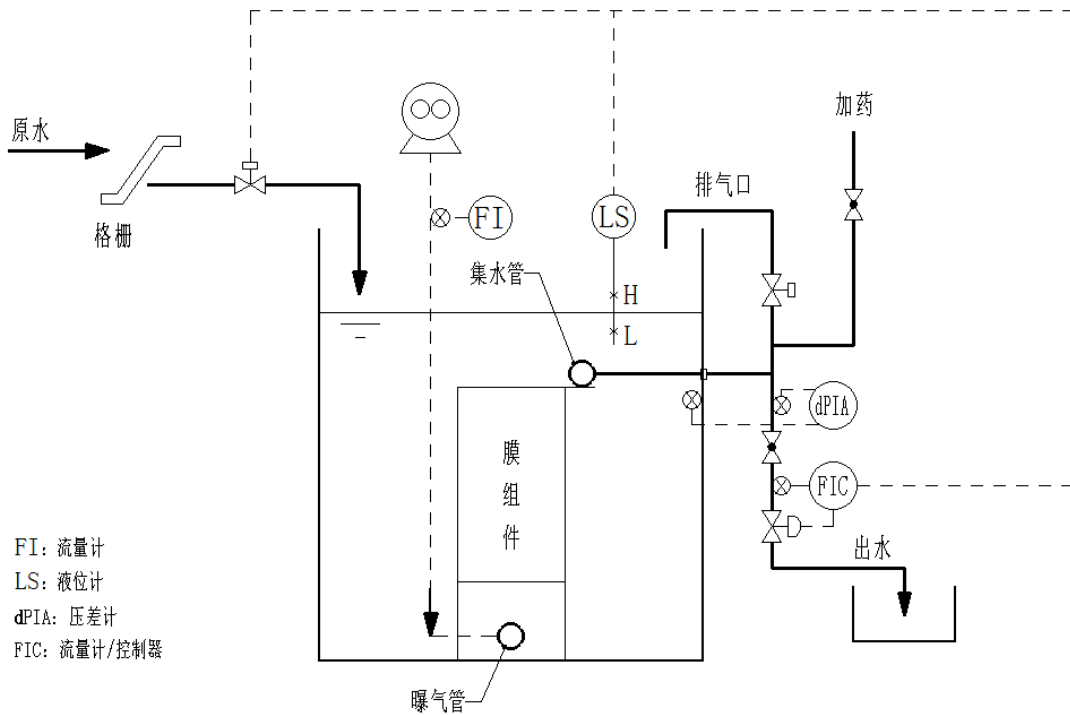 原水
格栅
加药
排气口
FI
LS
集水管
H
L
dPIA
膜组件
FIC
出水
FI: 流量计
LS: 液位计
dPIA: 压差计
FIC: 流量计/控制器
曝气管